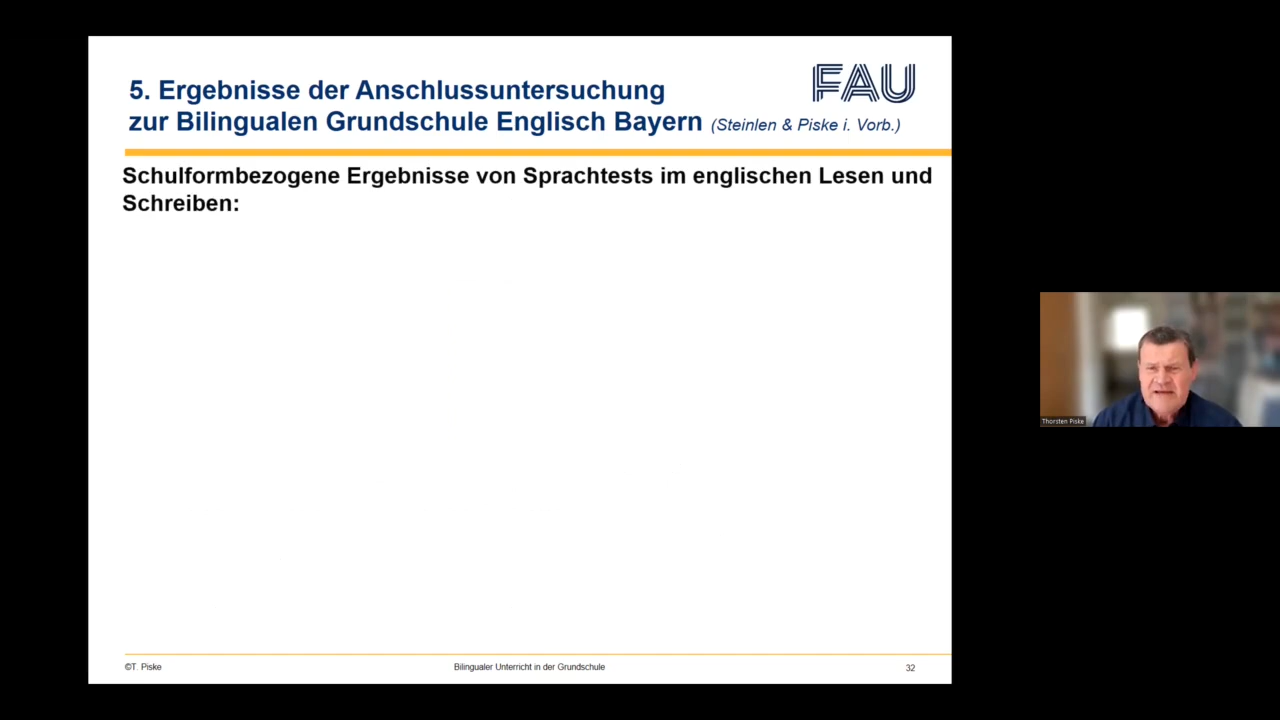 5. Ergebnisse der Anschlussuntersuchung
zur Bilingualen Grundschule Englisch Bayern (Steinlen & Piske i. Vorb.)
FAU
Schulformbezogene Ergebnisse von Sprachtests im englischen Lesen und
Schreiben:
Thorsten Piske
©T. Piske
Bilingualer Unterricht in der Grundschule
32